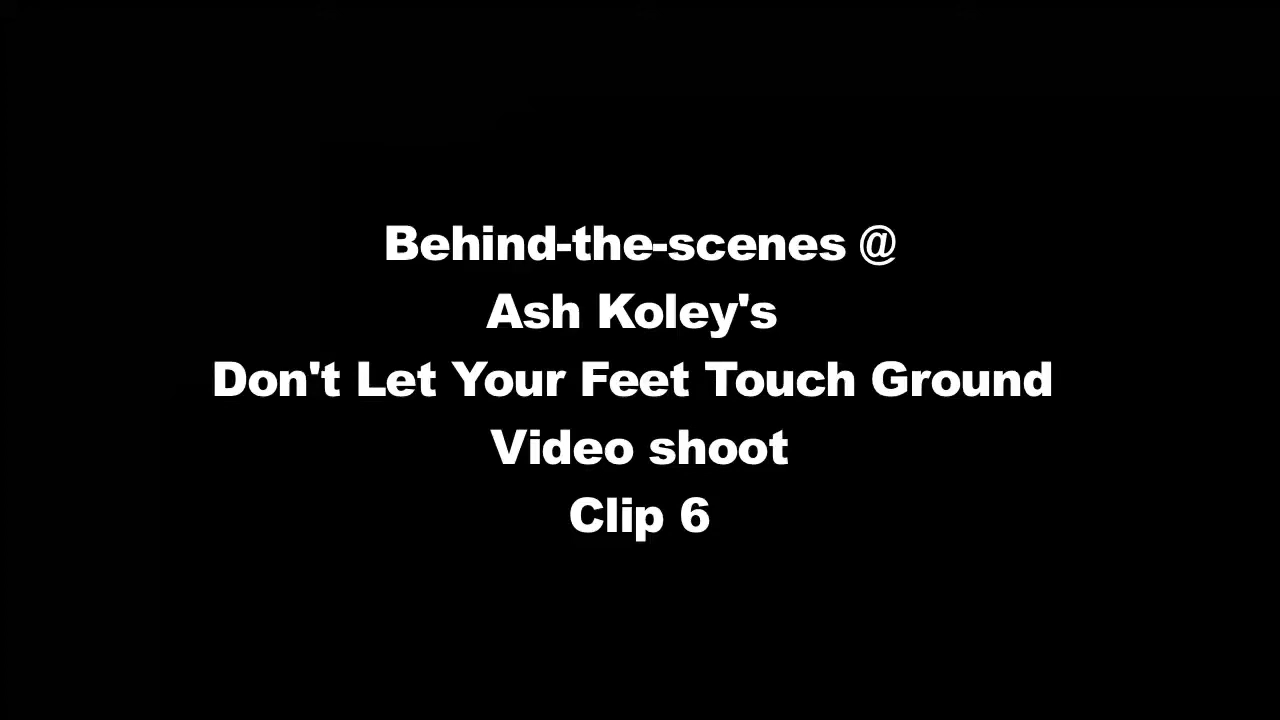 Behind-the-scenes @
Ash Koley's
Don't Let Your Feet Touch Ground
Video shoot
Clip 6